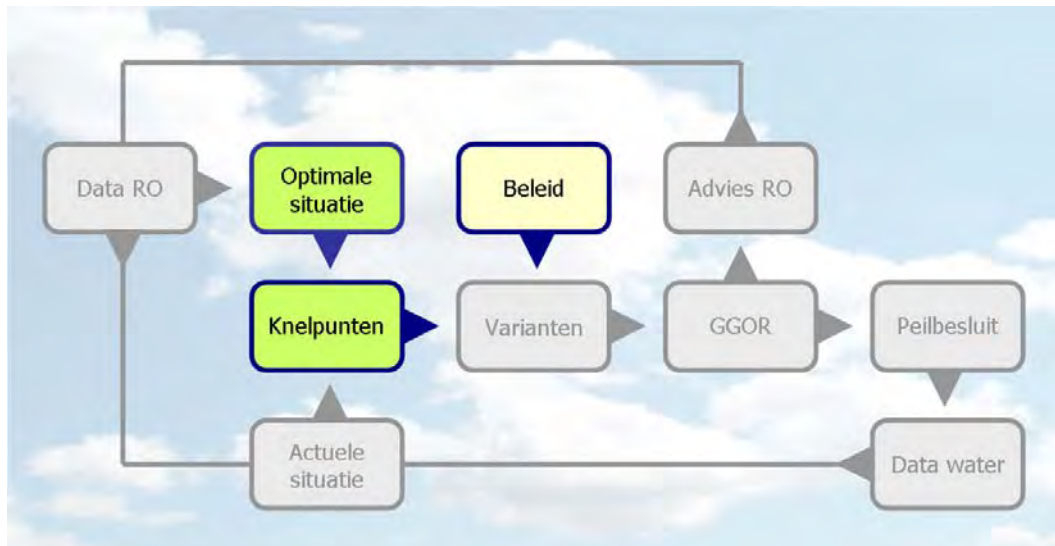 Data RO
Optimale
situatie
Beleid
Advies RO
Knelpunten
Varianten
GGOR
Peilbesluit
Actuele
situatie
Data water